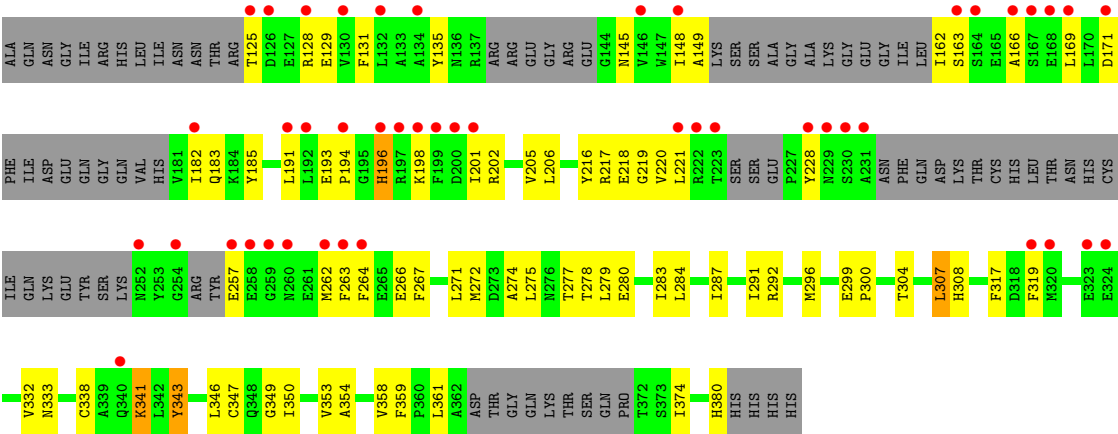 ALA GLN ASN GLY ILE ARG HIS LEU ILE ASN ASN THR ARG T125 D126 E127 R128 E129 V130 F131 L132 A133 A134 Y135 N136 R137 ARG ARG GLU GLY ARG GLU G144 N145 V146 W147 I148 A149 LYS SER SER ALA GLY ALA LYS GLY GLU GLY ILE LEU I162 S163 S164 E165 A166 S167 E168 L169 L170 D171
PHE ILE ASP GLU GLN GLY GLN VAL HIS V181 I182 Q183 K184 Y185 L191 L192 E193 P194 G195 H196 R197 K198 F199 D200 I201 R202 V205 L206 Y216 R217 E218 G219 V220 L221 R222 T223 SER SER GLU P227 Y228 N229 S230 A231 ASN PHE GLN ASP LYS THR CYS HIS LEU THR ASN HIS CYS
ILE GLN LYS GLU TYR SER LYS N252 Y253 G254 ARG TYR E257 E258 G259 N260 E261 M262 F263 F264 E265 E266 F267 L271 M272 D273 A274 L275 N276 T277 T278 L279 E280 I283 L284 I287 I291 R292 M296 E299 P300 T304 L307 H308 F317 D318 F319 M320 E323 E324
V332 N333 C338 A339 Q340 K341 L342 Y343 L346 C347 Q348 G349 I350 V353 A354 V358 F359 P360 L361 A362 ASP THR GLY GLN LYS THR SER GLN PRO T372 S373 I374 H380 HIS HIS HIS HIS